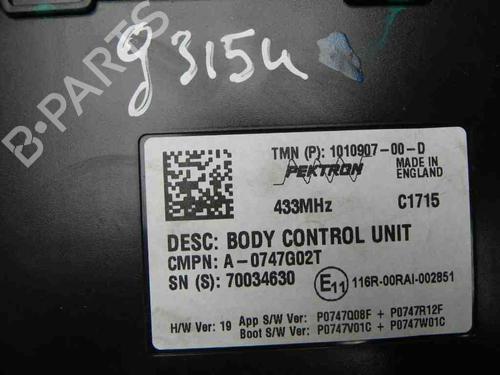 B-PARTS
g315u
TMN (P): 1010907-00-D
PEKTRON
MADE IN
ENGLAND
433MHz
C1715
DESC: BODY CONTROL UNIT
CMPN: A-0747G02T
SN (S): 70034630
E11 116R-00RAI-002851
H/W Ver: 19 App S/W Ver: P0747Q08F + P0747R12F
Boot S/W Ver: P0747V01C + P0747W01C